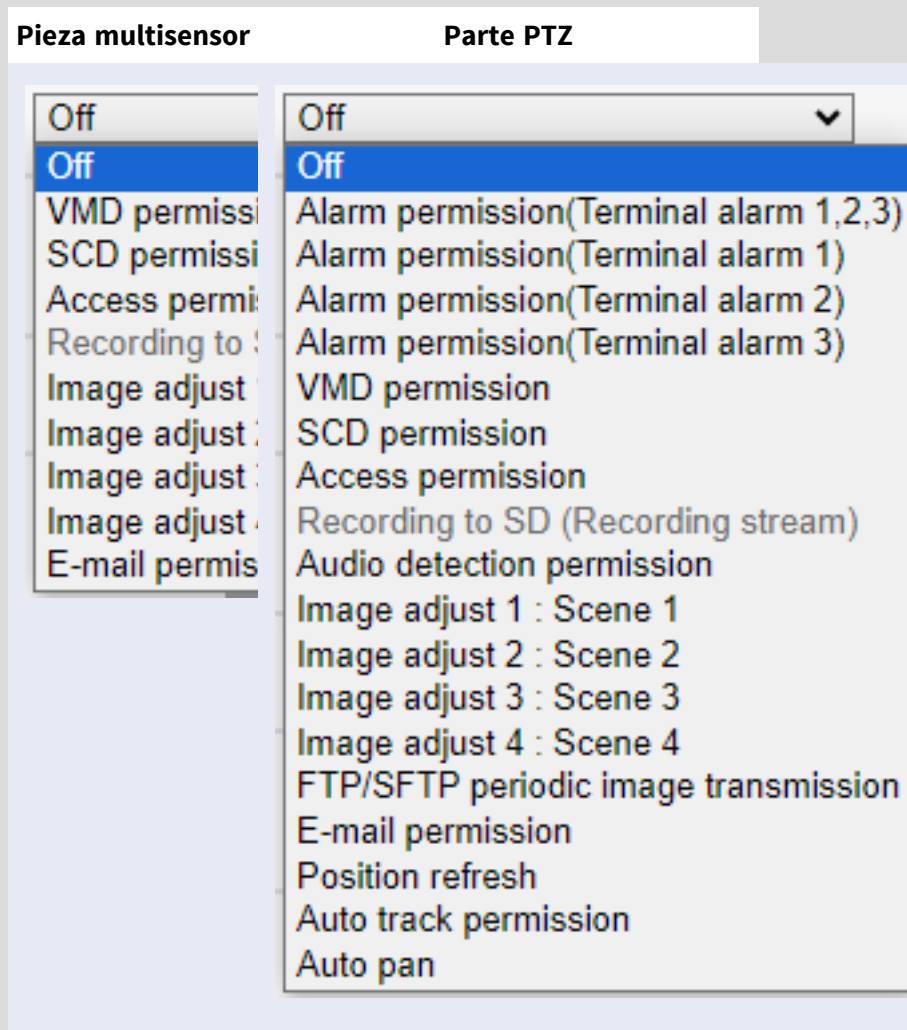 Pieza multisensor
Parte PTZ
Off
Off
VMD permissi
SCD permissi
Access permi
Recording to
Image adjust
Image adjust
Image adjust
Image adjust
E-mail permis
Off
Off
Alarm permission(Terminal alarm 1,2,3)
Alarm permission(Terminal alarm 1)
Alarm permission(Terminal alarm 2)
Alarm permission(Terminal alarm 3)
VMD permission
SCD permission
Access permission
Recording to SD (Recording stream)
Audio detection permission
Image adjust 1 : Scene 1
Image adjust 2 : Scene 2
Image adjust 3 : Scene 3
Image adjust 4 : Scene 4
FTP/SFTP periodic image transmission
E-mail permission
Position refresh
Auto track permission
Auto pan